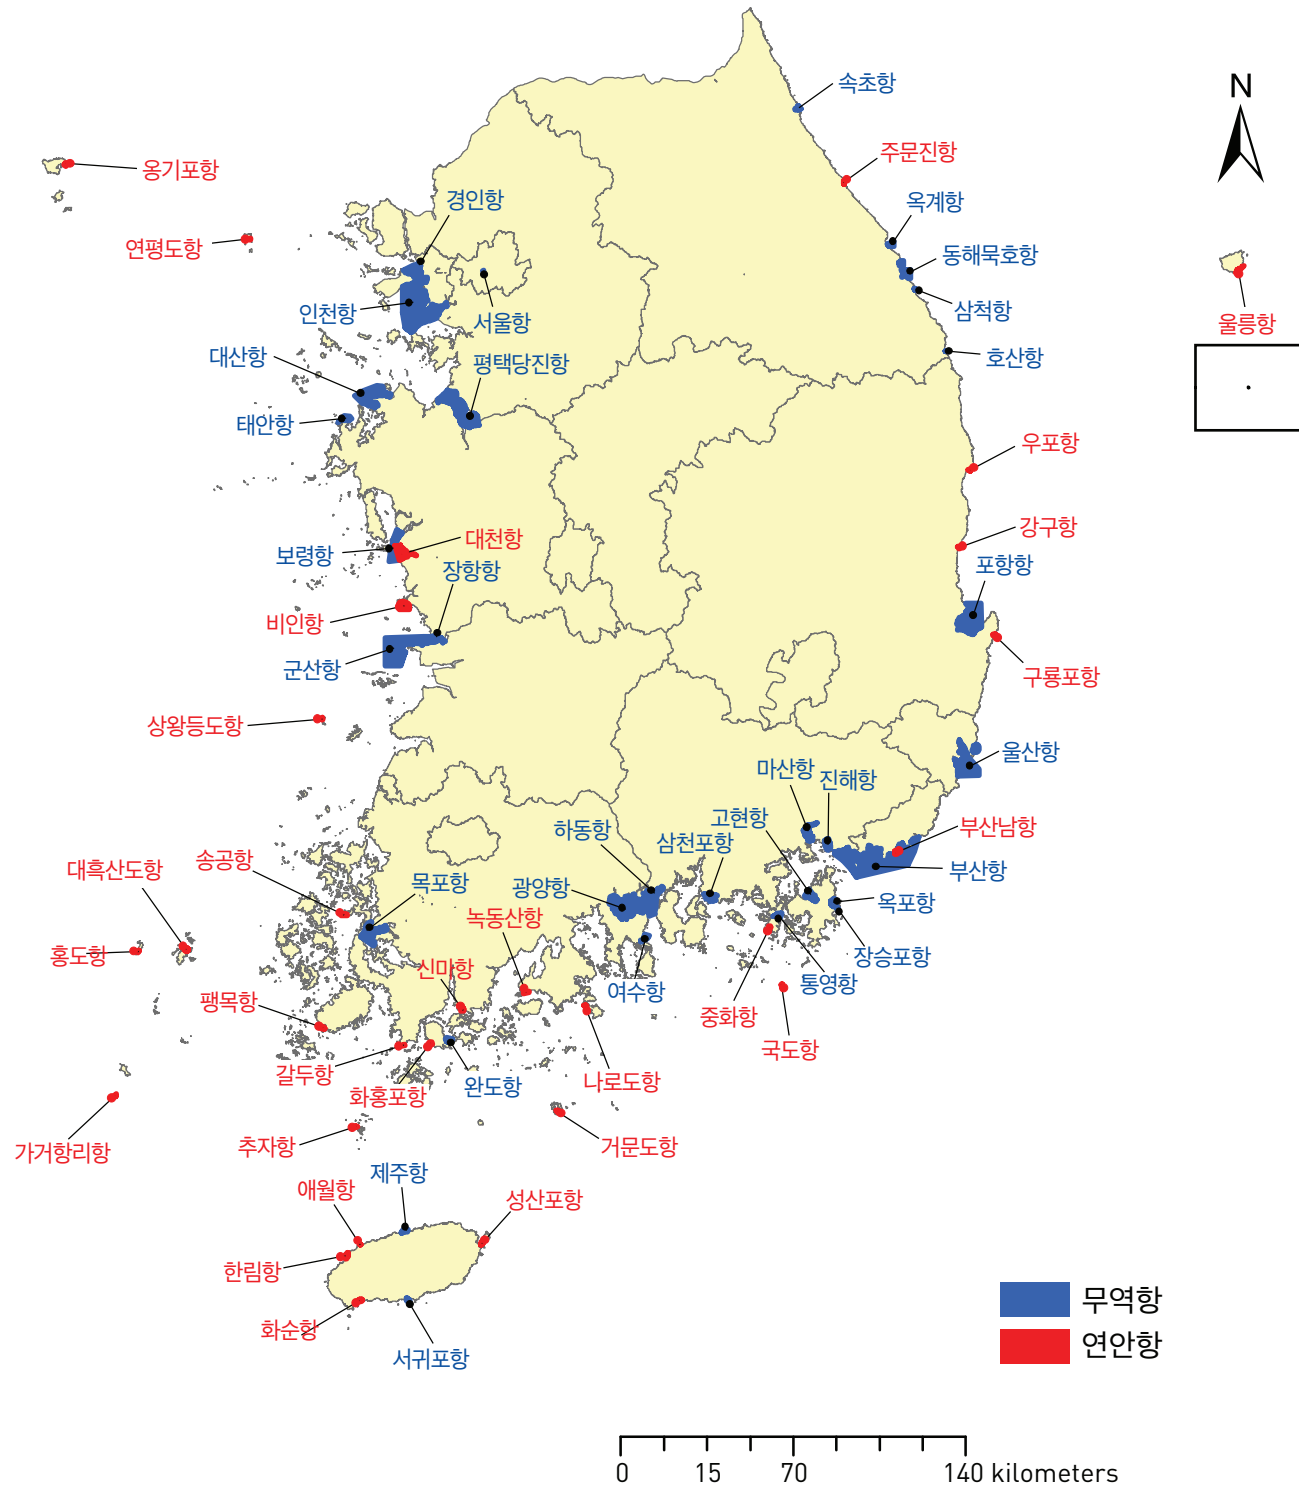 속초항
N
주문진항
옹기포항
경인항
옥계항
연평도항
동해묵호항
인천항
서울항
삼척항
울릉항
대산항
평택당진항
호산항
태안항
우포항
강구항
보령항
대천항
장항항
포항항
비인항
군산항
구룡포항
상왕등도항
울산항
마산항
진해항
고현항
부산남항
하동항
삼천포항
송공항
대흑산도항
목포항
광양항
부산항
옥포항
녹동산항
홍도항
장승포항
신마항
여수항
통영항
팽목항
중화항
국도항
갈두항
화흥포항
완도항
나로도항
가거항리항
추자항
거문도항
제주항
애월항
성산포항
한림항
화순항
서귀포항
무역항
연안항
0 15 70 140 kilometers